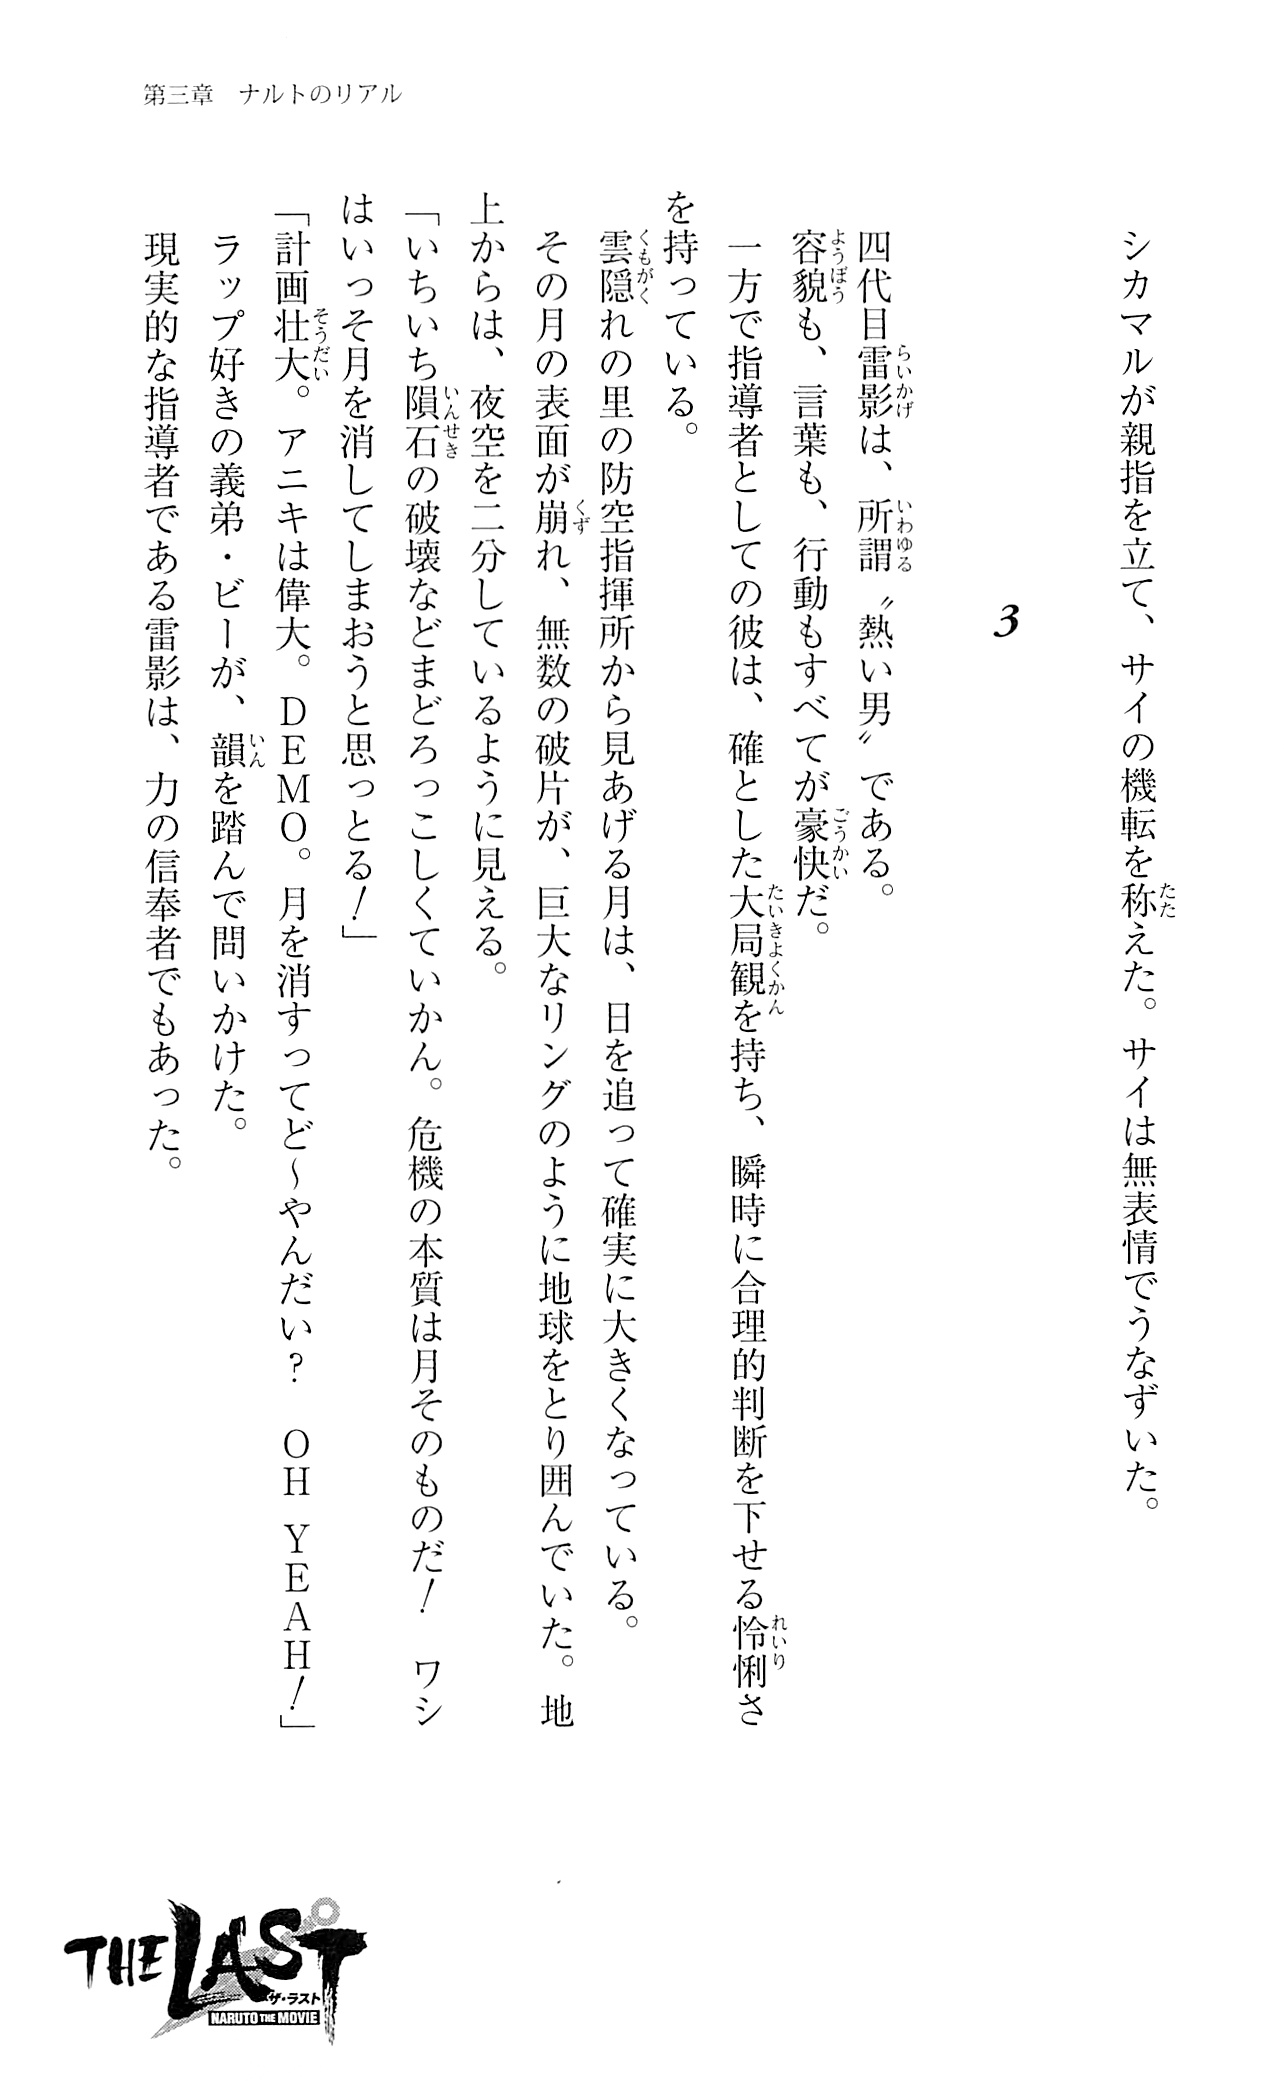 第三章　ナルトのリアル
シカマルが親指を立て、サイの機転を称えた。サイは無表情でうなずいた。
3
四代目雷影は、所謂〝熱い男〟である。
容貌も、言葉も、行動もすべてが豪快だ。
一方で指導者としての彼は、確とした大局観を持ち、瞬時に合理的判断を下せる怜悧さ
を持っている。
雲隠れの里の防空指揮所から見あげる月は、日を追って確実に大きくなっている。
その月の表面が崩れ、無数の破片が、巨大なリングのように地球をとり囲んでいた。地
上からは、夜空を二分しているように見える。
「いちいち隕石の破壊などまどろっこしくていかん。危機の本質は月そのものだ！　ワシ
はいっそ月を消してしまおうと思っとる！」
「計画壮大。アニキは偉大。ＤＥＭＯ。月を消すってど～やんだい？　ＯＨ ＹＥＡＨ！」
ラップ好きの義弟・ビーが、韻を踏んで問いかけた。
現実的な指導者である雷影は、力の信奉者でもあった。
THE LAST
ザ・ラスト
NARUTO THE MOVIE